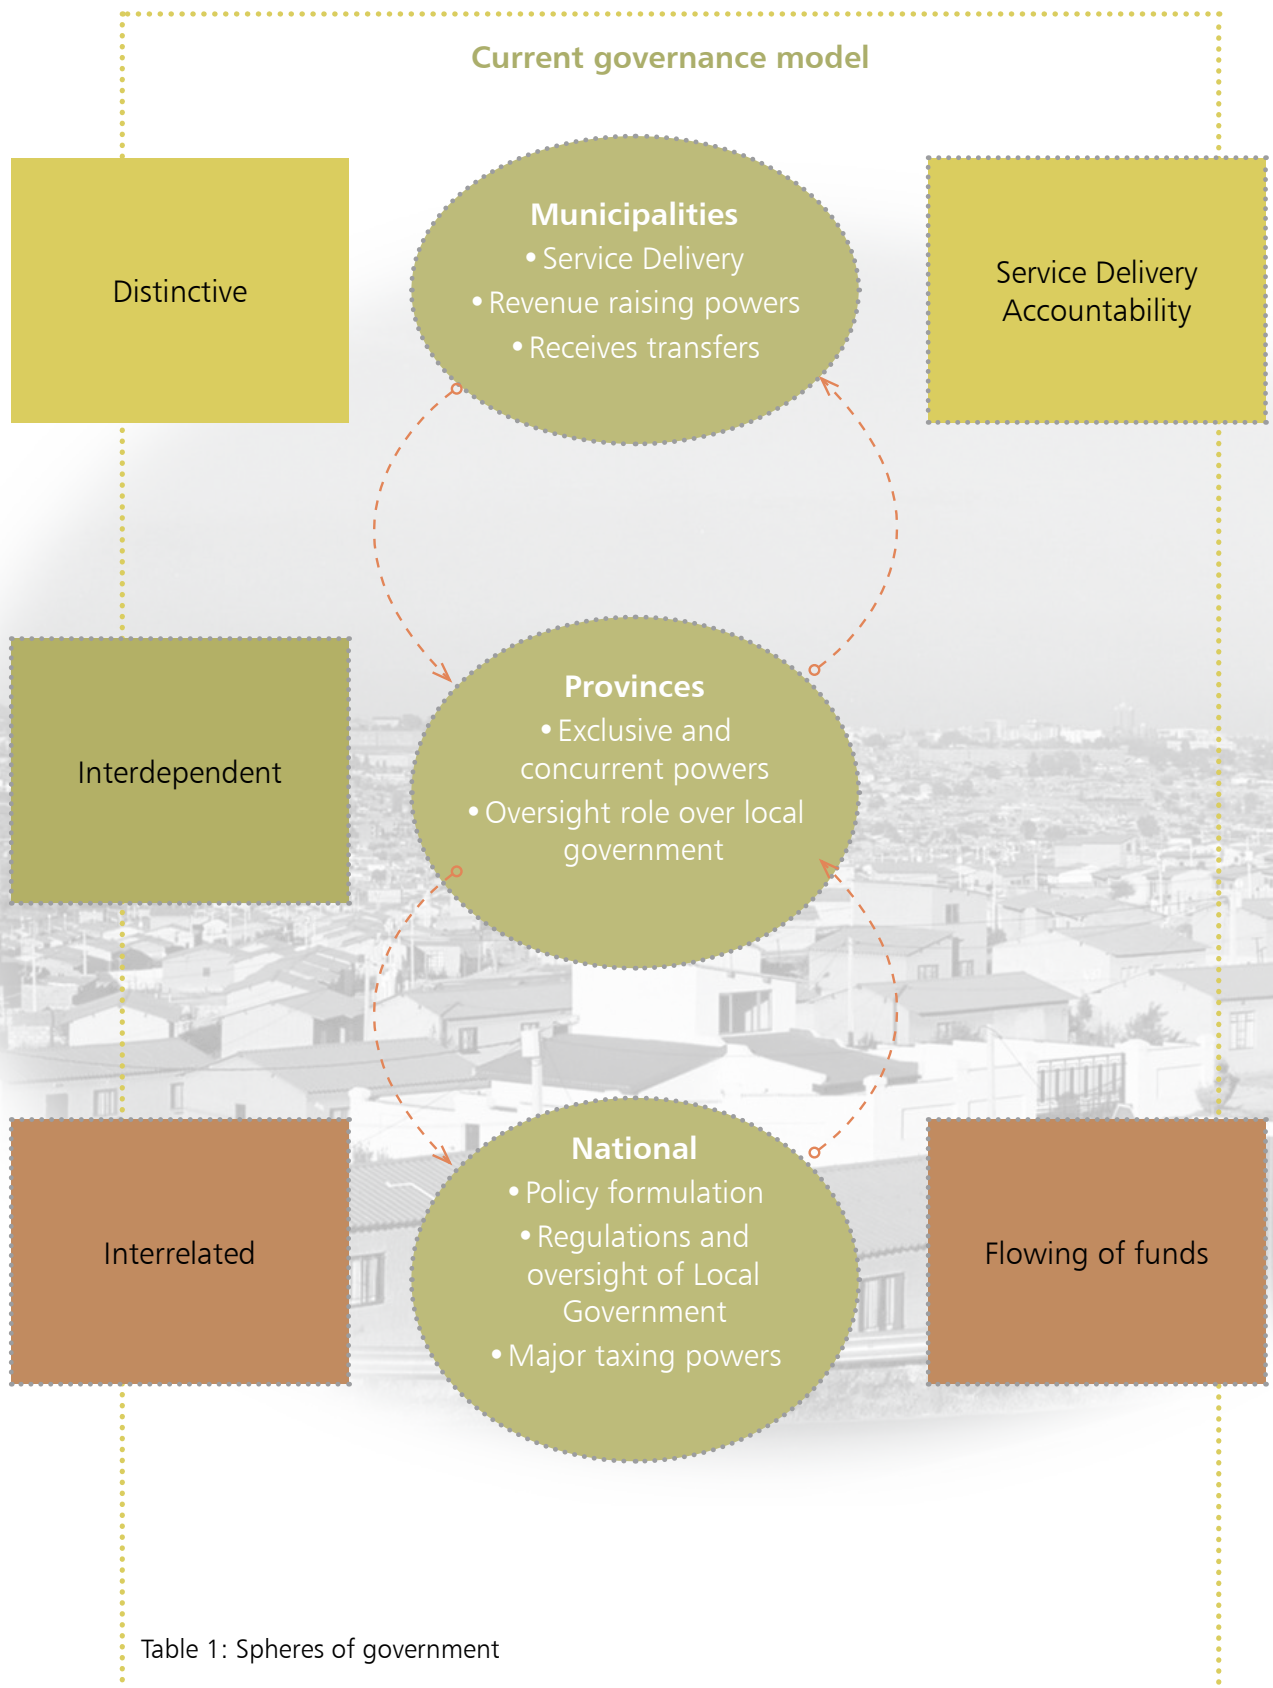 Current governance model
Distinctive
Municipalities
• Service Delivery
• Revenue raising powers
• Receives transfers
Service Delivery
Accountability
Interdependent
Provinces
• Exclusive and
concurrent powers
• Oversight role over local
government
Interrelated
National
• Policy formulation
• Regulations and
oversight of Local
Government
• Major taxing powers
Flowing of funds
Table 1: Spheres of government